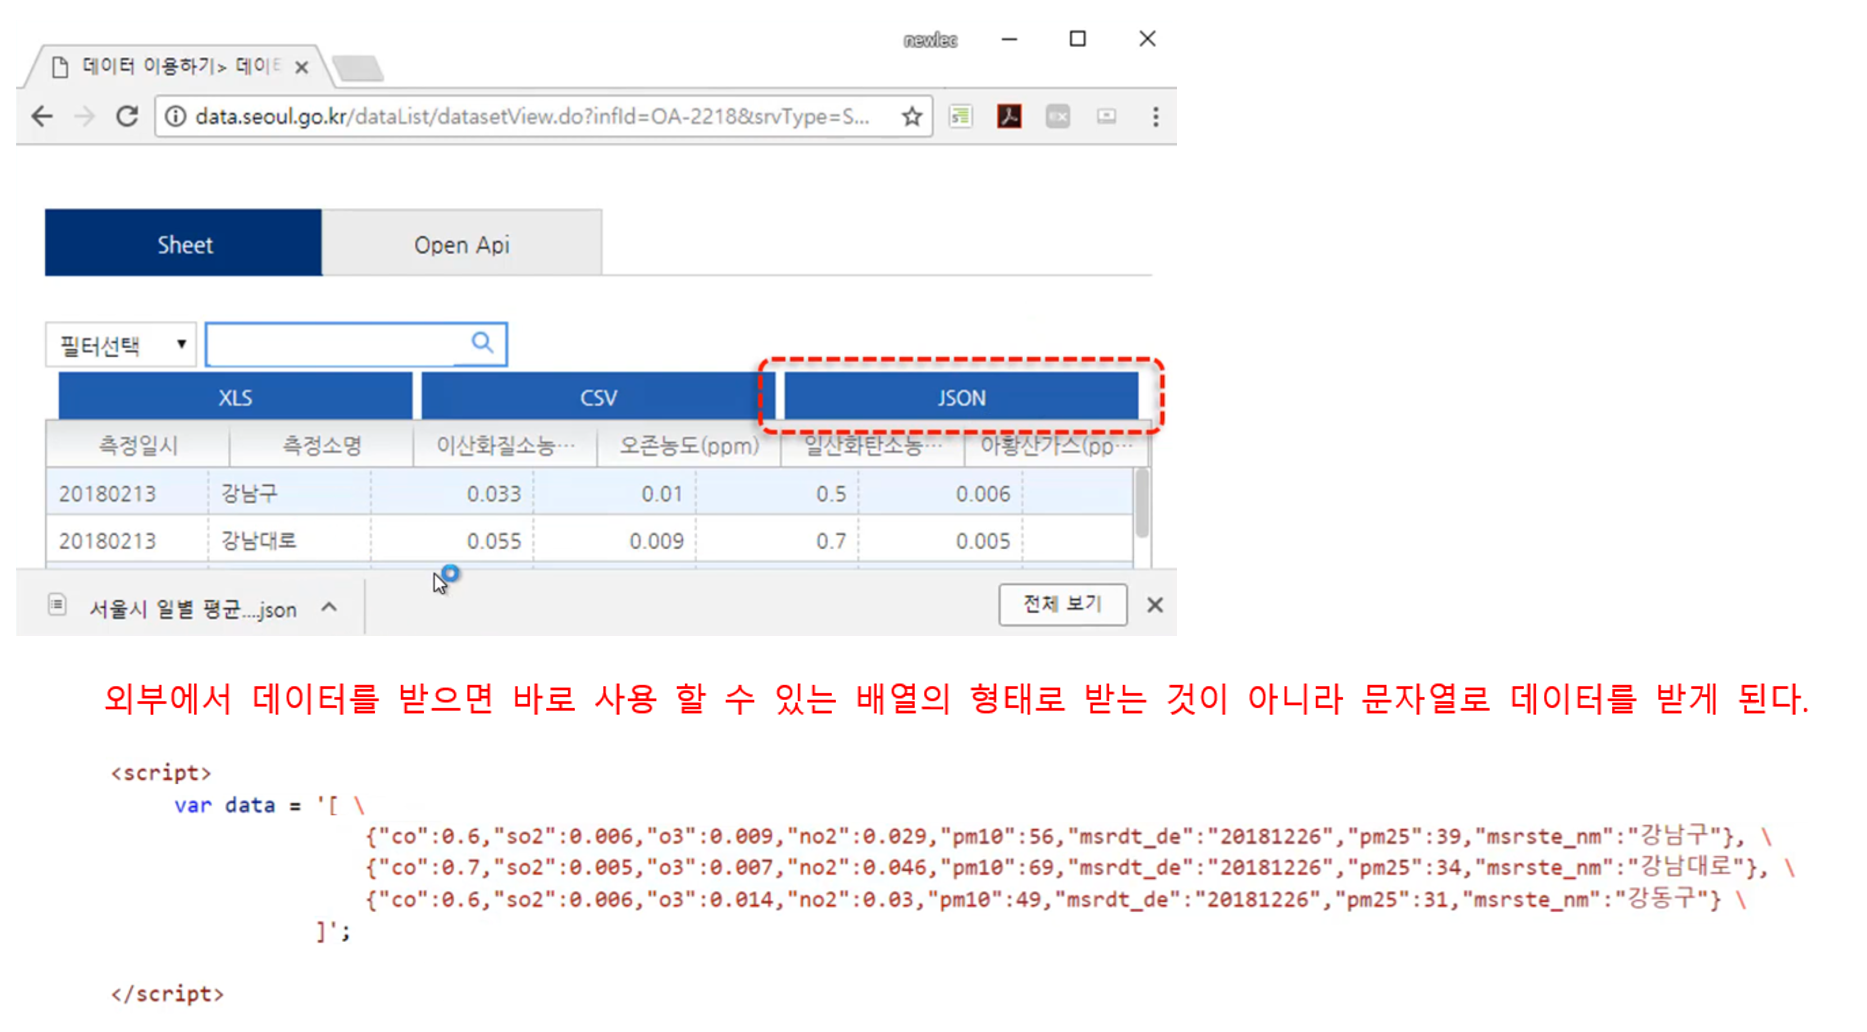 newlec
데이터 이용하기> 데이터
data.seoul.go.kr/dataList/datasetView.do?infId=OA-2218&srvType=S...
Sheet Open Api
필터선택
XLS CSV JSON
측정일시 측정소명 이산화질소농··· 오존농도(ppm) 일산화탄소농··· 아황산가스(pp···
20180213 강남구 0.033 0.01 0.5 0.006
20180213 강남대로 0.055 0.009 0.7 0.005
서울시 일별 평균....json 전체 보기
외부에서 데이터를 받으면 바로 사용 할 수 있는 배열의 형태로 받는 것이 아니라 문자열로 데이터를 받게 된다.
<script>
var data = '[ \
{"co":0.6,"so2":0.006,"o3":0.009,"no2":0.029,"pm10":56,"msrdt_de":"20181226","pm25":39,"msrste_nm":"강남구"}, \
{"co":0.7,"so2":0.005,"o3":0.007,"no2":0.046,"pm10":69,"msrdt_de":"20181226","pm25":34,"msrste_nm":"강남대로"}, \
{"co":0.6,"so2":0.006,"o3":0.014,"no2":0.03,"pm10":49,"msrdt_de":"20181226","pm25":31,"msrste_nm":"강동구"} \
]';
</script>